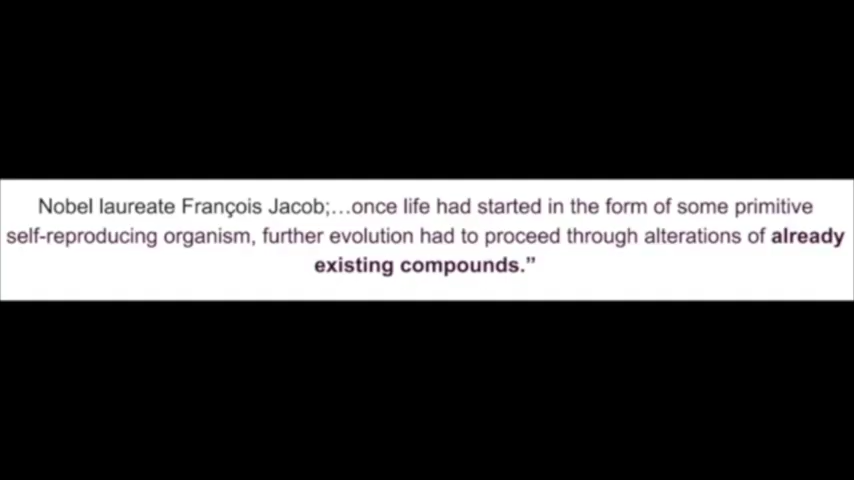 Nobel laureate François Jacob;…once life had started in the form of some primitive
self-reproducing organism, further evolution had to proceed through alterations of already
existing compounds.”